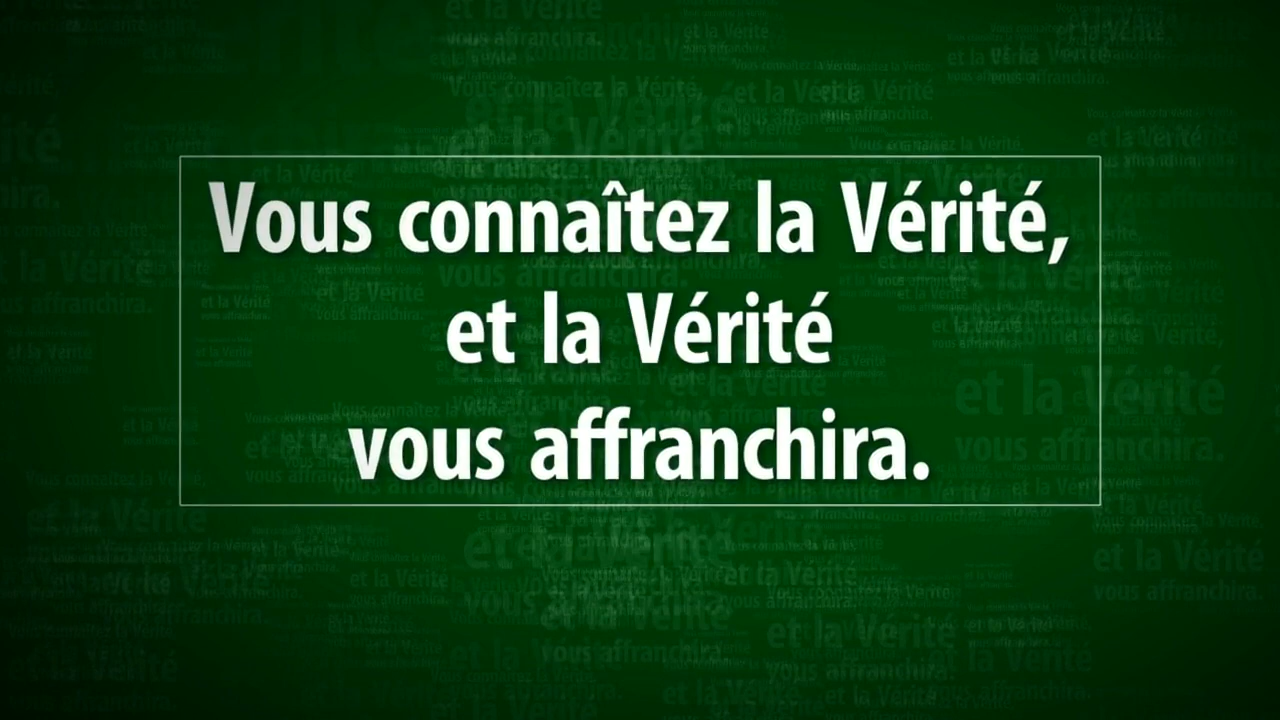 Vous connaîtez la Vérité,
et la Vérité
vous affranchira.